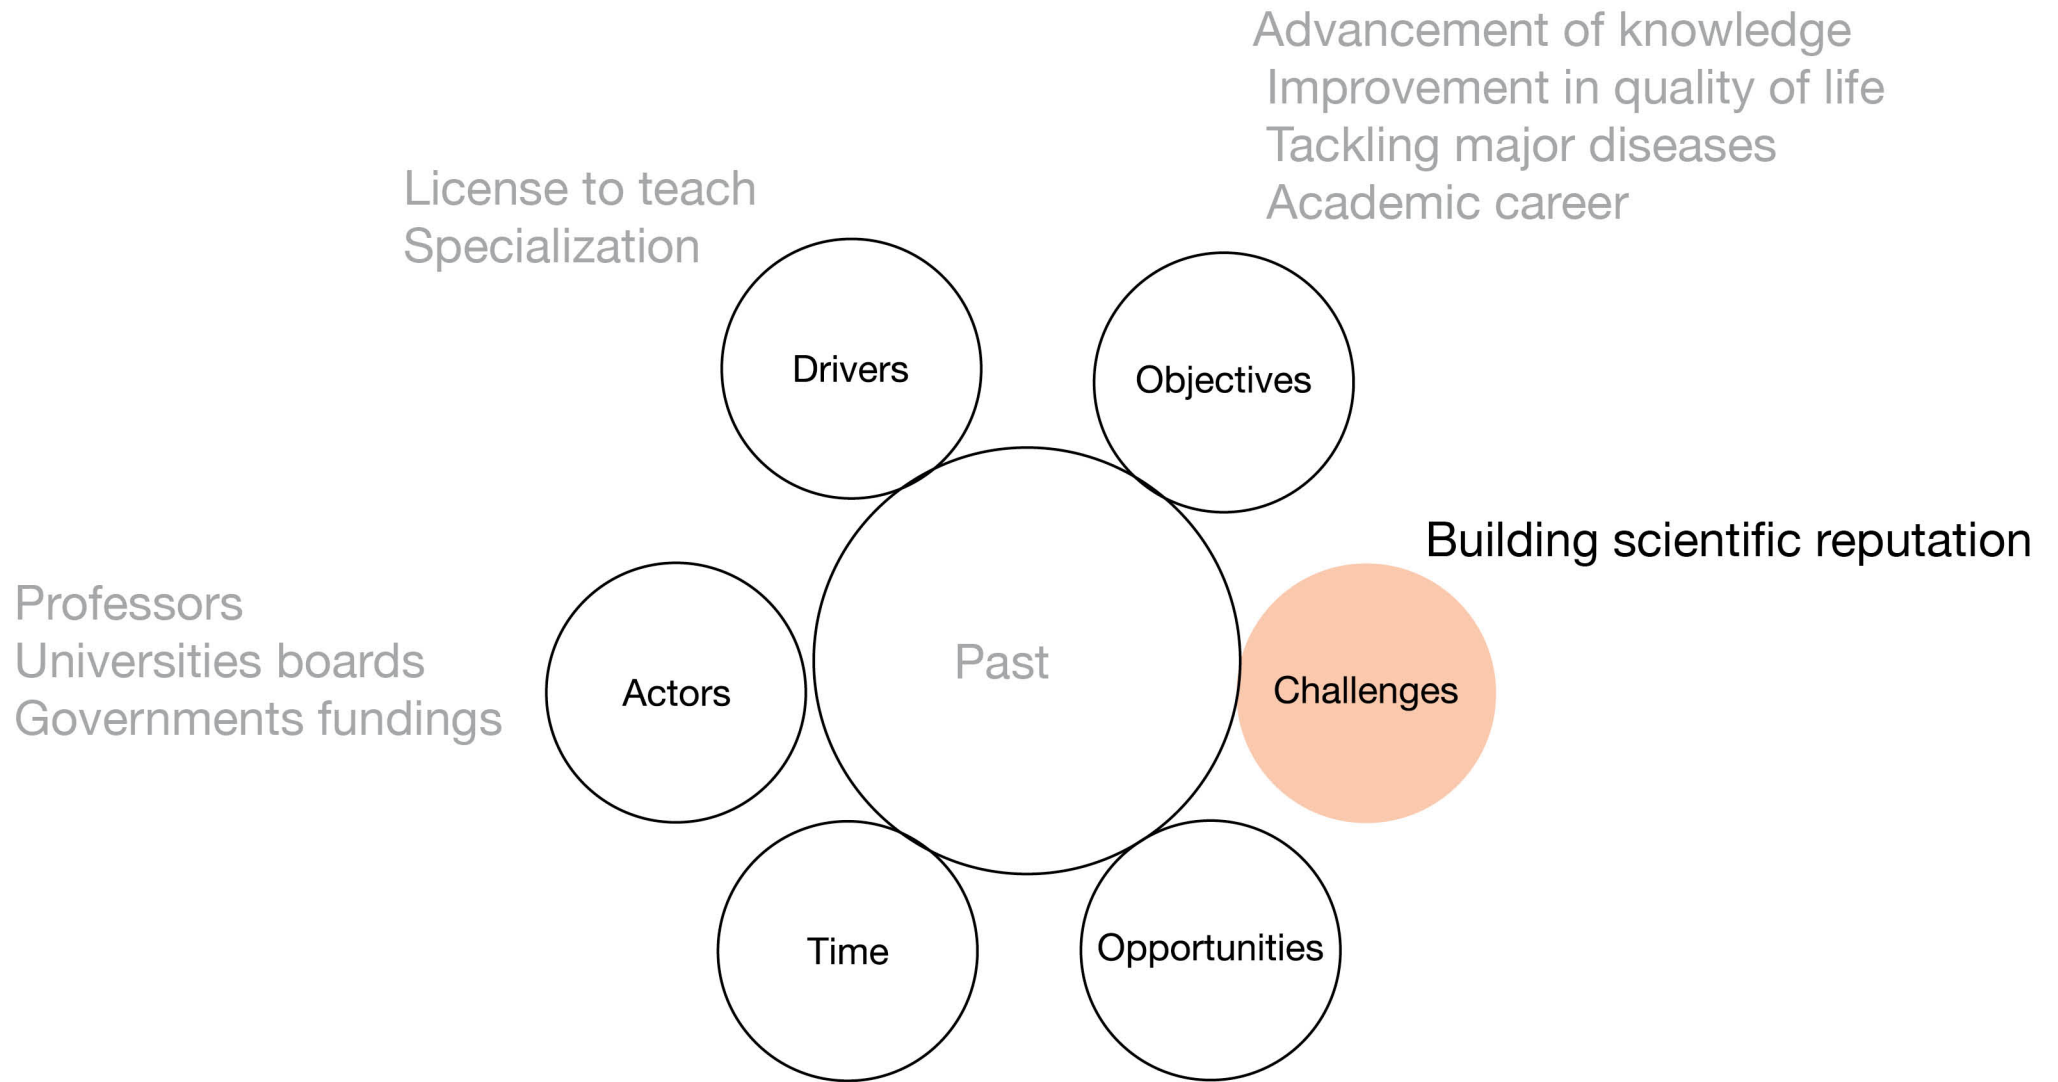 Advancement of knowledge
Improvement in quality of life
Tackling major diseases
Academic career
License to teach
Specialization
Drivers
Objectives
Building scientific reputation
Professors
Universities boards
Governments fundings
Actors
Past
Challenges
Time
Opportunities